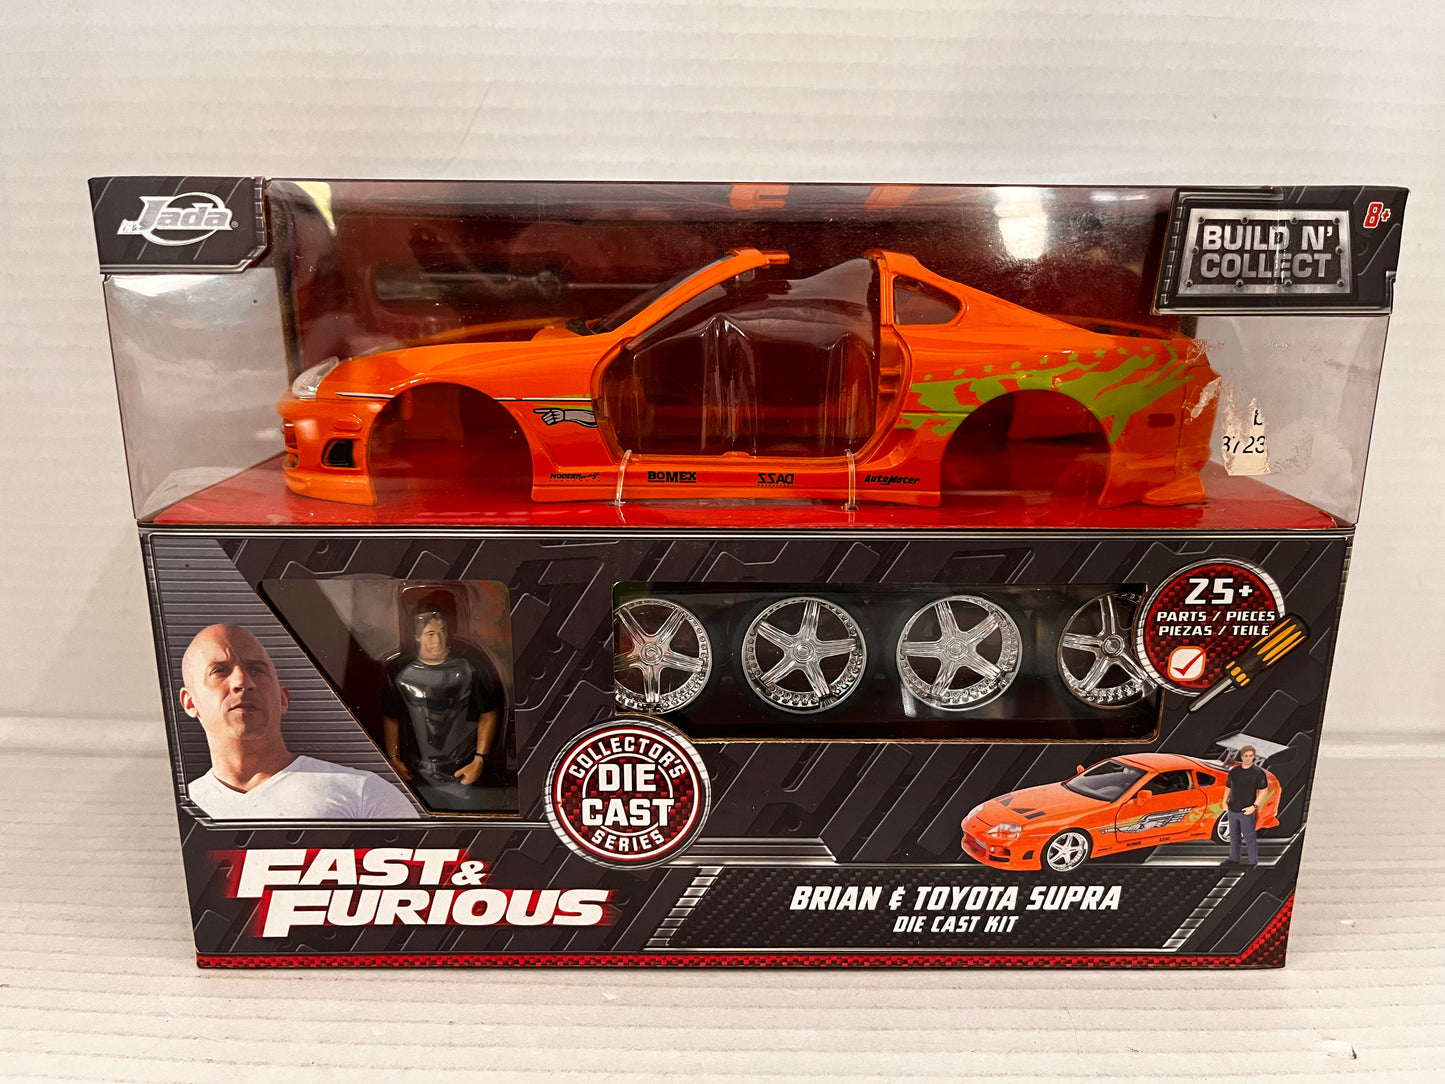 Jada
BUILD N'
COLLECT
8+
3723
MODERN
BOMEX
DAZZ
AutoMeter
25+
PARTS / PIECES
PIEZAS / TEILE
COLLECTOR'S
DIE
CAST
SERIES
FAST &
FURIOUS
BRIAN & TOYOTA SUPRA
DIE CAST KIT